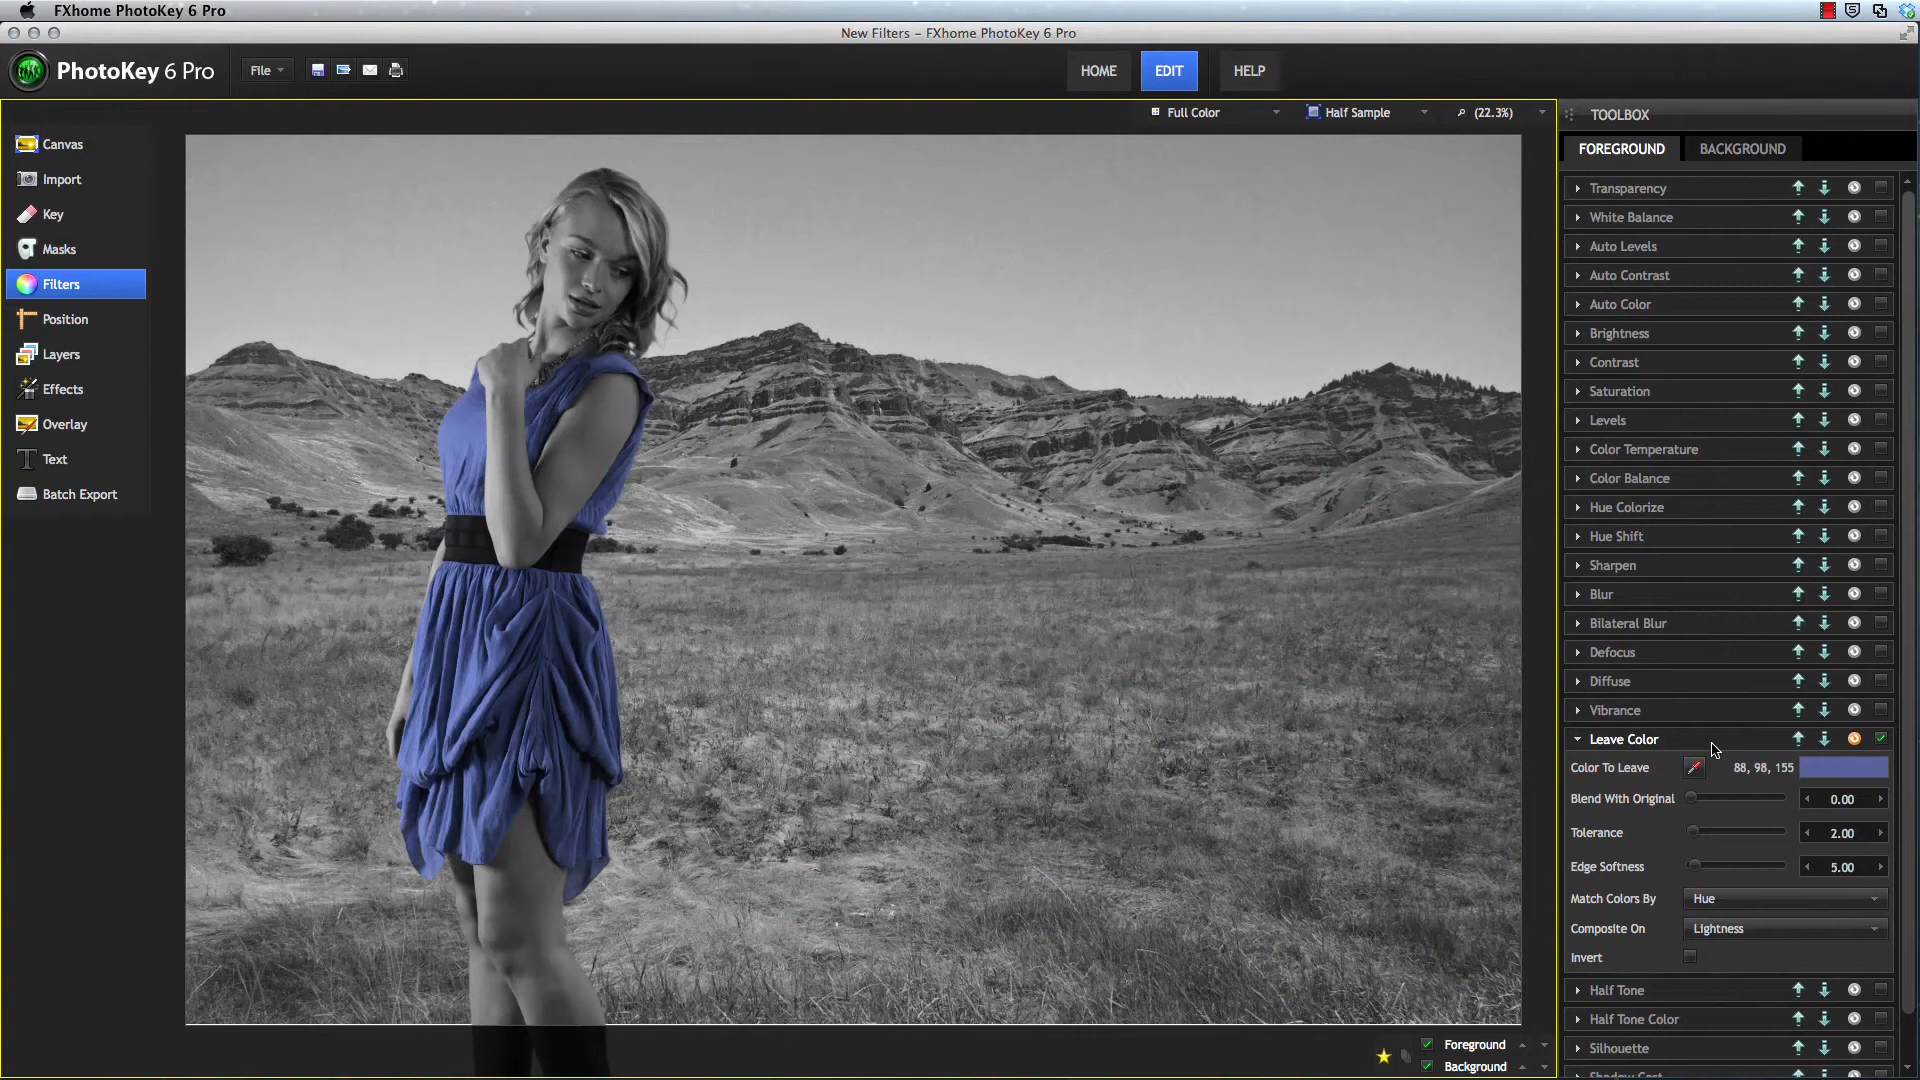 FXhome PhotoKey 6 Pro
New Filters – FXhome PhotoKey 6 Pro
PhotoKey 6 Pro
File
HOME
EDIT
HELP
Full Color
Half Sample
(22.3%)
Canvas
Import
Key
Masks
Filters
Position
Layers
Effects
Overlay
Text
Batch Export
TOOLBOX
FOREGROUND
BACKGROUND
Transparency
White Balance
Auto Levels
Auto Contrast
Auto Color
Brightness
Contrast
Saturation
Levels
Color Temperature
Color Balance
Hue Colorize
Hue Shift
Sharpen
Blur
Bilateral Blur
Defocus
Diffuse
Vibrance
Leave Color
Color To Leave 88, 98, 155
Blend With Original 0.00
Tolerance 2.00
Edge Softness 5.00
Match Colors By Hue
Composite On Lightness
Invert
Half Tone
Half Tone Color
Silhouette
Foreground
Background